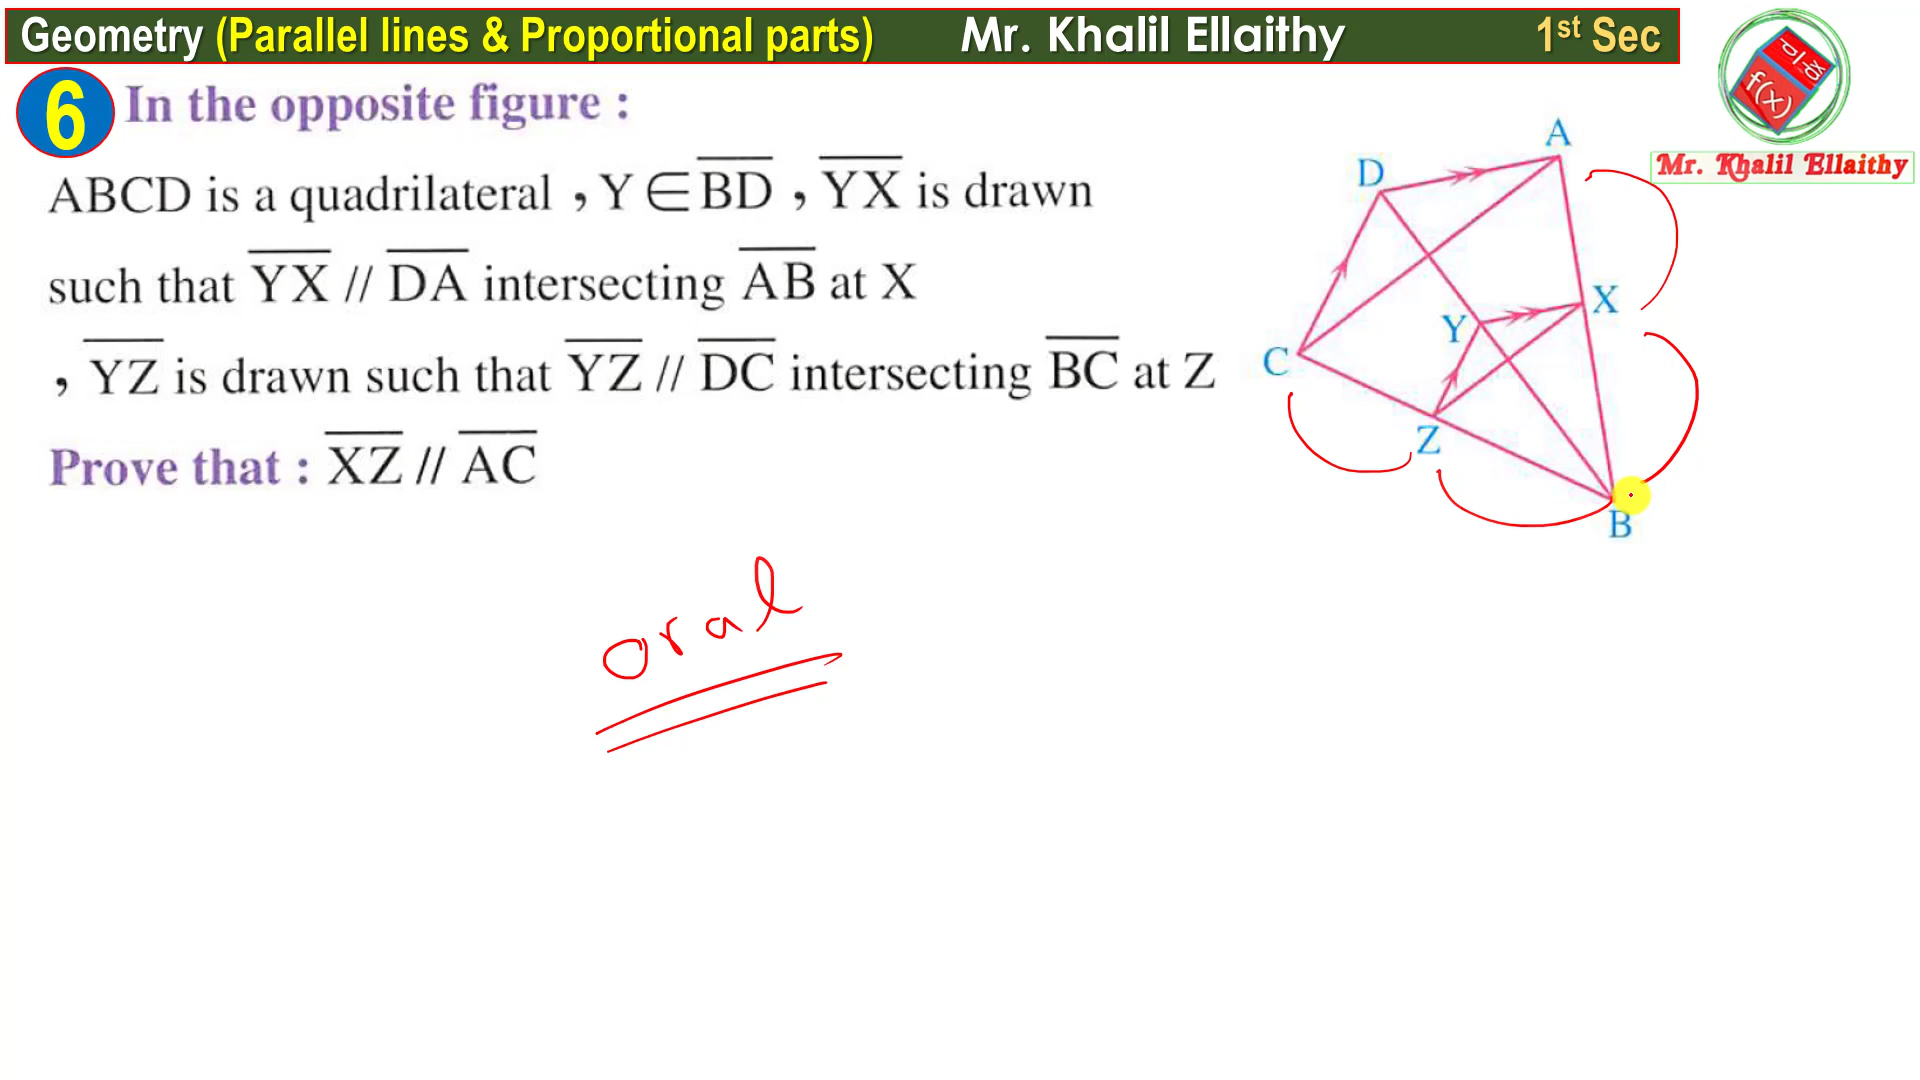 Geometry (Parallel lines & Proportional parts) Mr. Khalil Ellaithy 1st Sec
6 In the opposite figure :
ABCD is a quadrilateral , Y ∈ BD , YX is drawn
such that YX // DA intersecting AB at X
, YZ is drawn such that YZ // DC intersecting BC at Z
Prove that : XZ // AC
f(x)
Mr. Khalil Ellaithy
A
D
X
Y
C
Z
B
oral